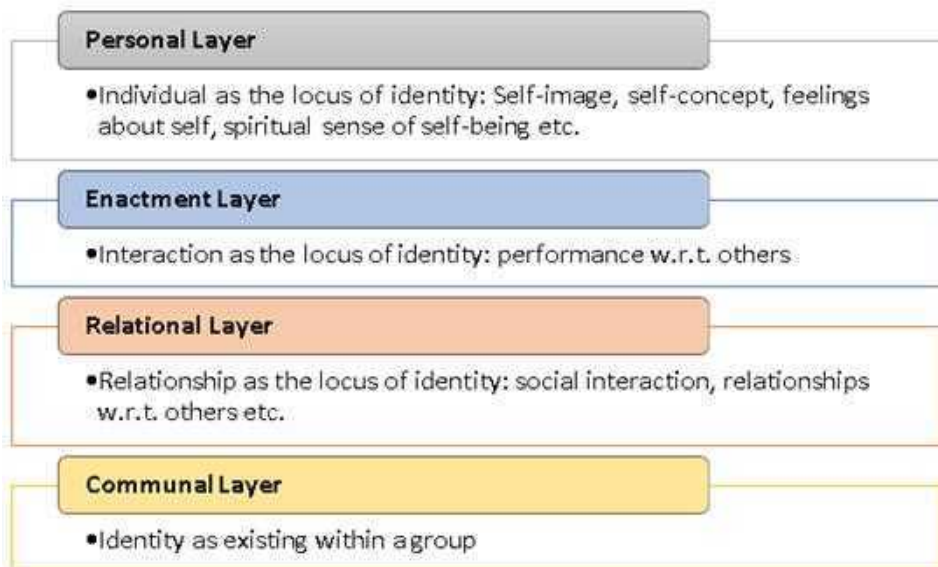 Personal Layer
•Individual as the locus of identity: Self-image, self-concept, feelings
about self, spiritual sense of self-being etc.
Enactment Layer
•Interaction as the locus of identity: performance w.r.t. others
Relational Layer
•Relationship as the locus of identity: social interaction, relationships
w.r.t. others etc.
Communal Layer
•Identity as existing within a group